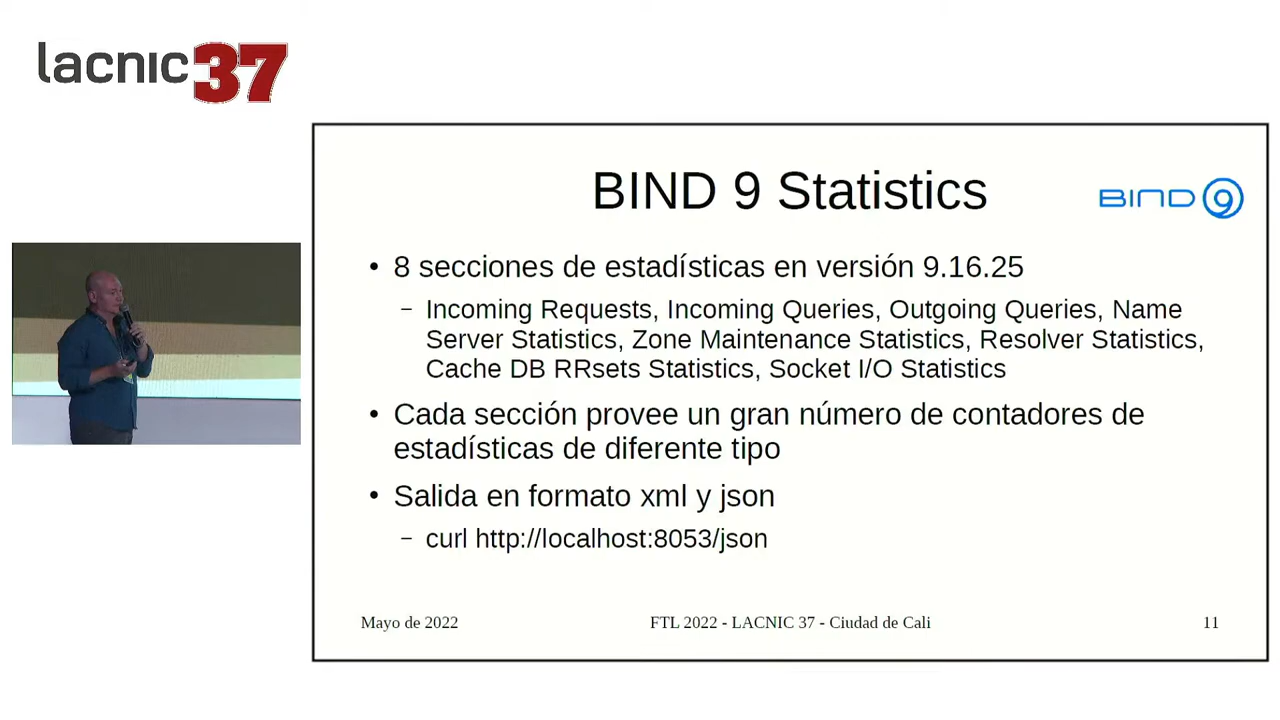 lacnic37
BIND 9 Statistics
BIND 9
• 8 secciones de estadísticas en versión 9.16.25
– Incoming Requests, Incoming Queries, Outgoing Queries, Name
Server Statistics, Zone Maintenance Statistics, Resolver Statistics,
Cache DB RRsets Statistics, Socket I/O Statistics
• Cada sección provee un gran número de contadores de
estadísticas de diferente tipo
• Salida en formato xml y json
– curl http://localhost:8053/json
Mayo de 2022
FTL 2022 - LACNIC 37 - Ciudad de Cali
11